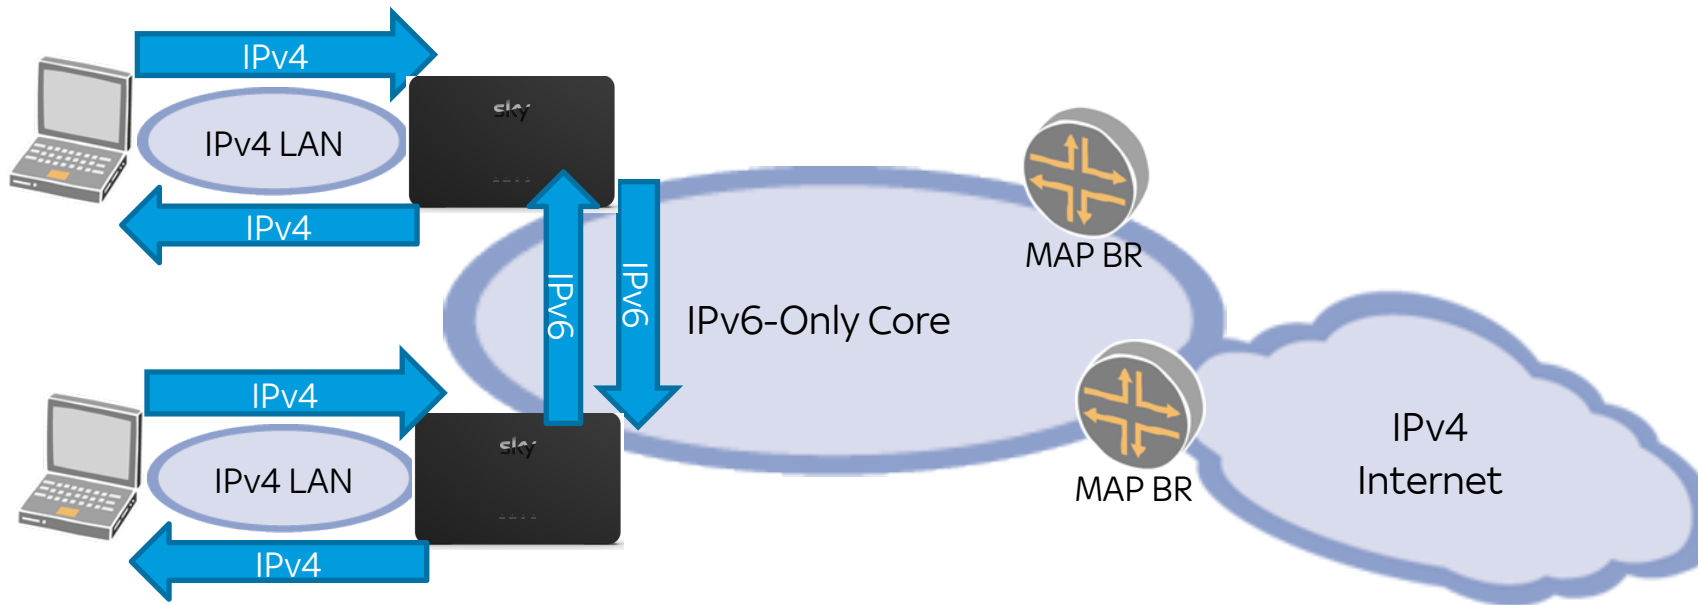 IPv4
IPv4 LAN
sky
IPv4
MAP BR
IPv6
IPv6
IPv6-Only Core
IPv4
IPv4 LAN
sky
IPv4
MAP BR
IPv4
Internet